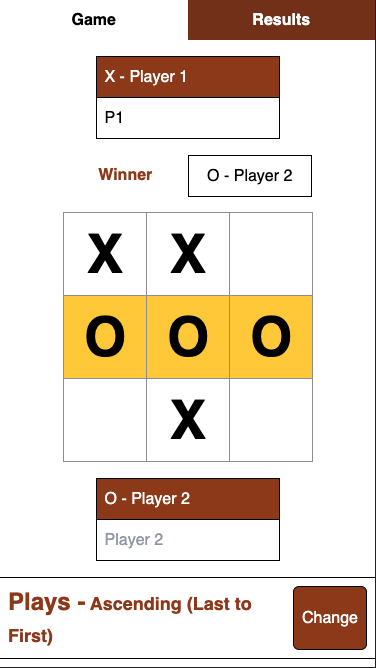 Game Results
X - Player 1
P1
Winner O - Player 2
X X
O O O
X
O - Player 2
Player 2
Plays - Ascending (Last to
First)
Change